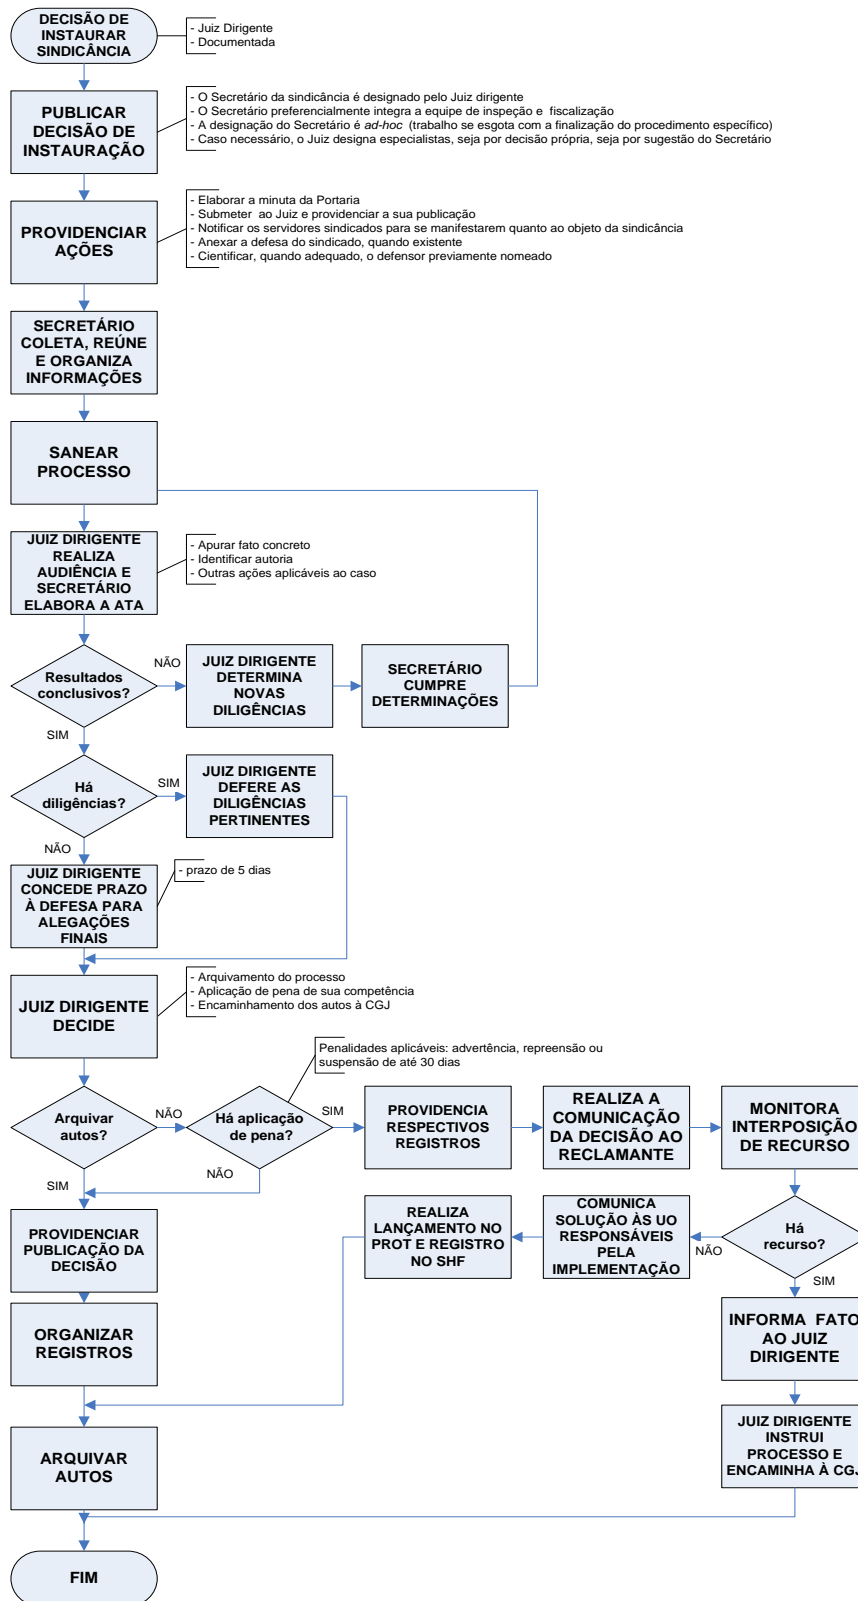 DECISÃO DE
INSTAURAR
SINDICÂNCIA
- Juiz Dirigente
- Documentada
PUBLICAR
DECISÃO DE
INSTAURAÇÃO
- O Secretário da sindicância é designado pelo Juiz dirigente
- O Secretário preferencialmente integra a equipe de inspeção e fiscalização
- A designação do Secretário é ad-hoc (trabalho se esgota com a finalização do procedimento específico)
- Caso necessário, o Juiz designa especialistas, seja por decisão própria, seja por sugestão do Secretário
PROVIDENCIAR
AÇÕES
- Elaborar a minuta da Portaria
- Submeter ao Juiz e providenciar a sua publicação
- Notificar os servidores sindicados para se manifestarem quanto ao objeto da sindicância
- Anexar a defesa do sindicado, quando existente
- Cientificar, quando adequado, o defensor previamente nomeado
SECRETÁRIO
COLETA, REÚNE
E ORGANIZA
INFORMAÇÕES
SANEAR
PROCESSO
JUIZ DIRIGENTE
REALIZA
AUDIÊNCIA E
SECRETÁRIO
ELABORA A ATA
- Apurar fato concreto
- Identificar autoria
- Outras ações aplicáveis ao caso
Resultados
conclusivos?
NÃO
JUIZ DIRIGENTE
DETERMINA
NOVAS
DILIGÊNCIAS
SECRETÁRIO
CUMPRE
DETERMINAÇÕES
SIM
Há
diligências?
SIM
JUIZ DIRIGENTE
DEFERE AS
DILIGÊNCIAS
PERTINENTES
NÃO
JUIZ DIRIGENTE
CONCEDE PRAZO
À DEFESA PARA
ALEGAÇÕES
FINAIS
- prazo de 5 dias
JUIZ DIRIGENTE
DECIDE
- Arquivamento do processo
- Aplicação de pena de sua competência
- Encaminhamento dos autos à CGJ
Penalidades aplicáveis: advertência, repreensão ou
suspensão de até 30 dias
Arquivar
autos?
NÃO
Há aplicação
de pena?
SIM
PROVIDENCIA
RESPECTIVOS
REGISTROS
REALIZA A
COMUNICAÇÃO
DA DECISÃO AO
RECLAMANTE
MONITORA
INTERPOSIÇÃO
DE RECURSO
SIM
NÃO
PROVIDENCIAR
PUBLICAÇÃO DA
DECISÃO
REALIZA
LANÇAMENTO NO
PROT E REGISTRO
NO SHF
COMUNICA
SOLUÇÃO ÀS UO
RESPONSÁVEIS
PELA
IMPLEMENTAÇÃO
NÃO
Há
recurso?
SIM
ORGANIZAR
REGISTROS
INFORMA FATO
AO JUIZ
DIRIGENTE
ARQUIVAR
AUTOS
JUIZ DIRIGENTE
INSTRUI
PROCESSO E
ENCAMINHA À CGJ
FIM